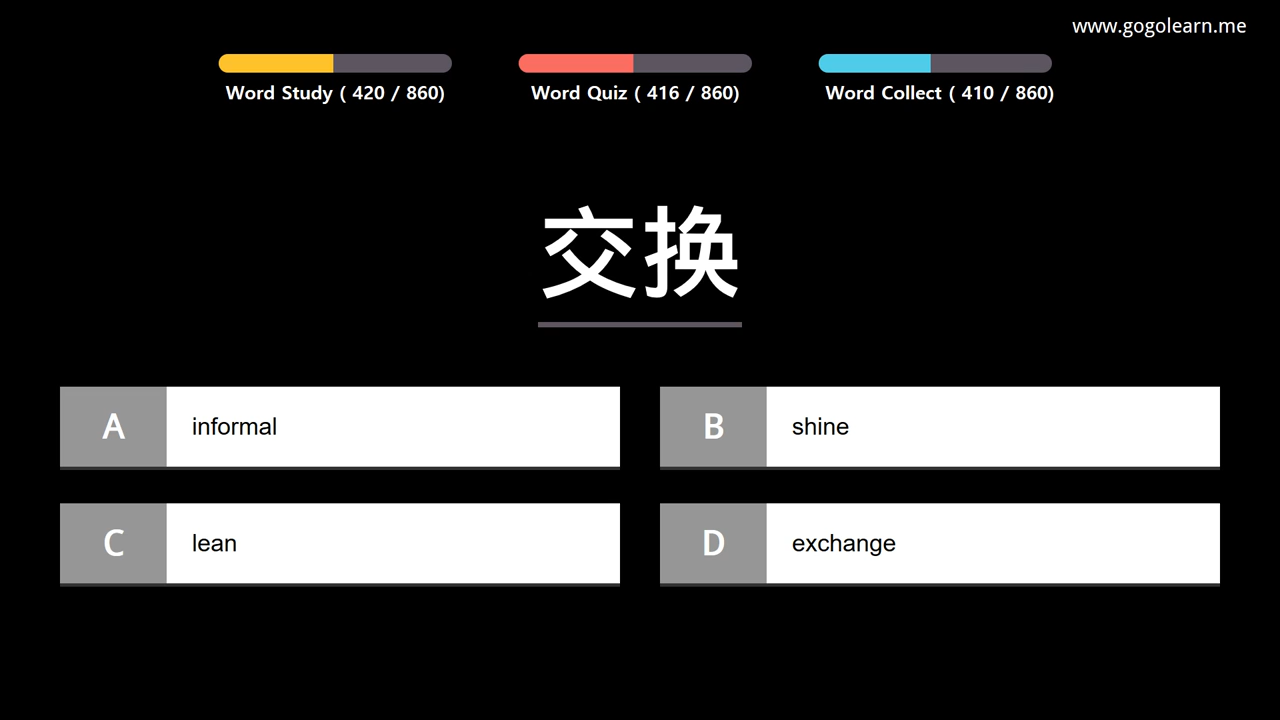 www.gogolearn.me
Word Study ( 420 / 860)
Word Quiz ( 416 / 860)
Word Collect ( 410 / 860)
交换
A informal
B shine
C lean
D exchange